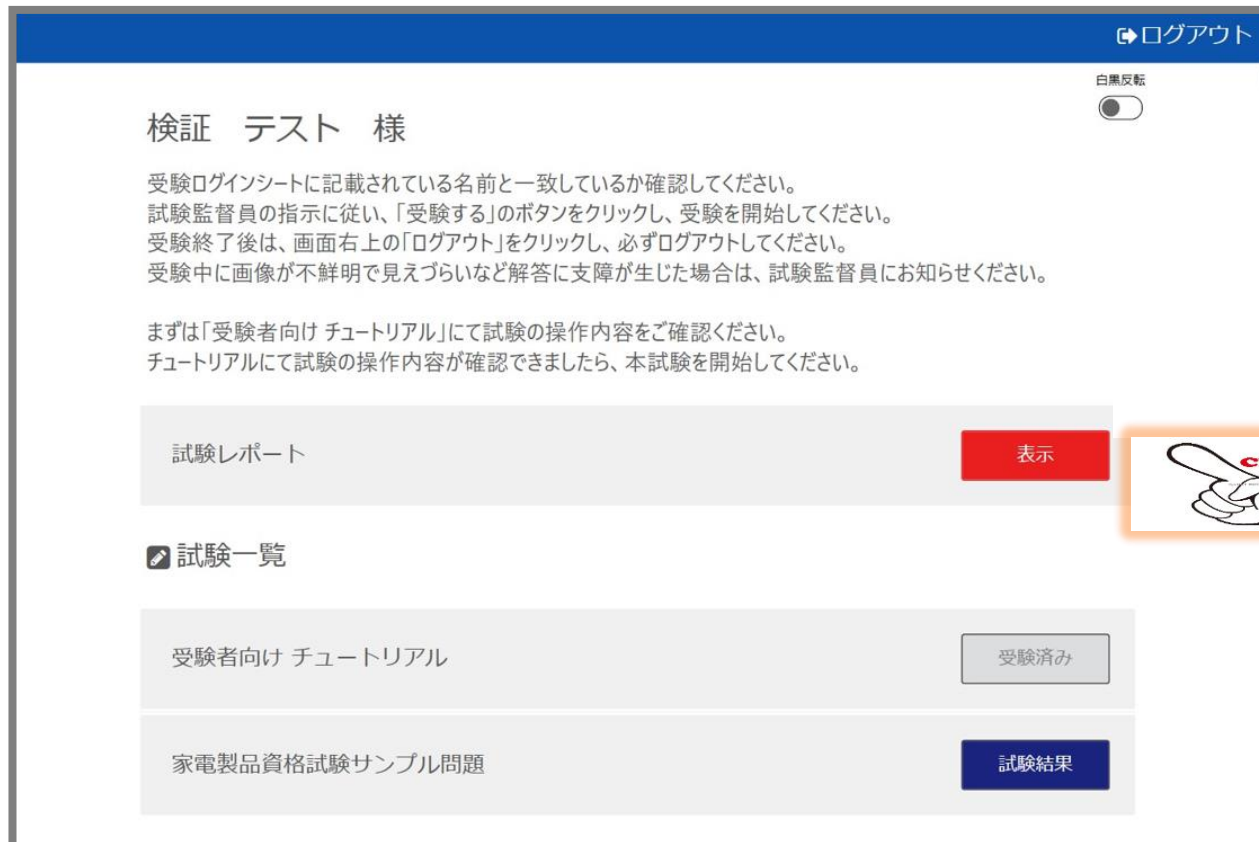 ログアウト
白黒反転
検証　テスト　様
受験ログインシートに記載されている名前と一致しているか確認してください。
試験監督員の指示に従い、「受験する」のボタンをクリックし、受験を開始してください。
受験終了後は、画面右上の「ログアウト」をクリックし、必ずログアウトしてください。
受験中に画像が不鮮明で見えづらいなど解答に支障が生じた場合は、試験監督員にお知らせください。
まずは「受験者向け チュートリアル」にて試験の操作内容をご確認ください。
チュートリアルにて試験の操作内容が確認できましたら、本試験を開始してください。
試験レポート
表示
試験一覧
受験者向け チュートリアル
受験済み
家電製品資格試験サンプル問題
試験結果